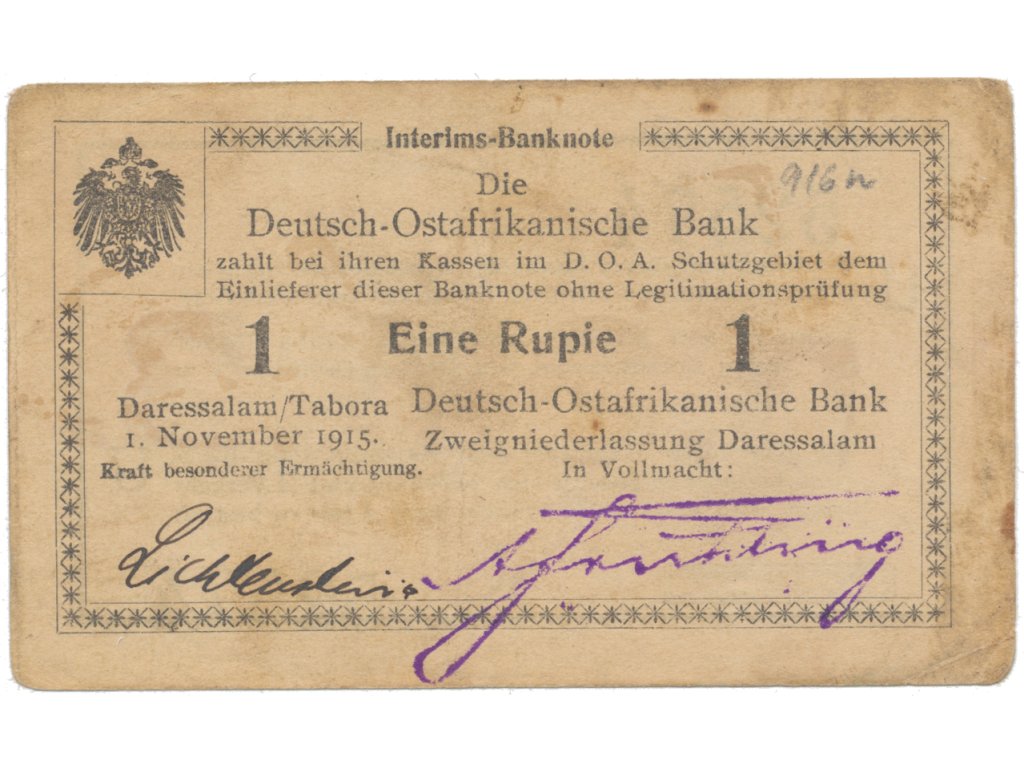 Interims-Banknote
916 n
Die
Deutsch-Ostafrikanische Bank
zahlt bei ihren Kassen im D. O. A. Schutzgebiet dem
Einlieferer dieser Banknote ohne Legitimationsprüfung
1 Eine Rupie 1
Daressalam/Tabora
1. November 1915.
Kraft besonderer Ermächtigung.
Deutsch-Ostafrikanische Bank
Zweigniederlassung Daressalam
In Vollmacht:
Lichtenstein